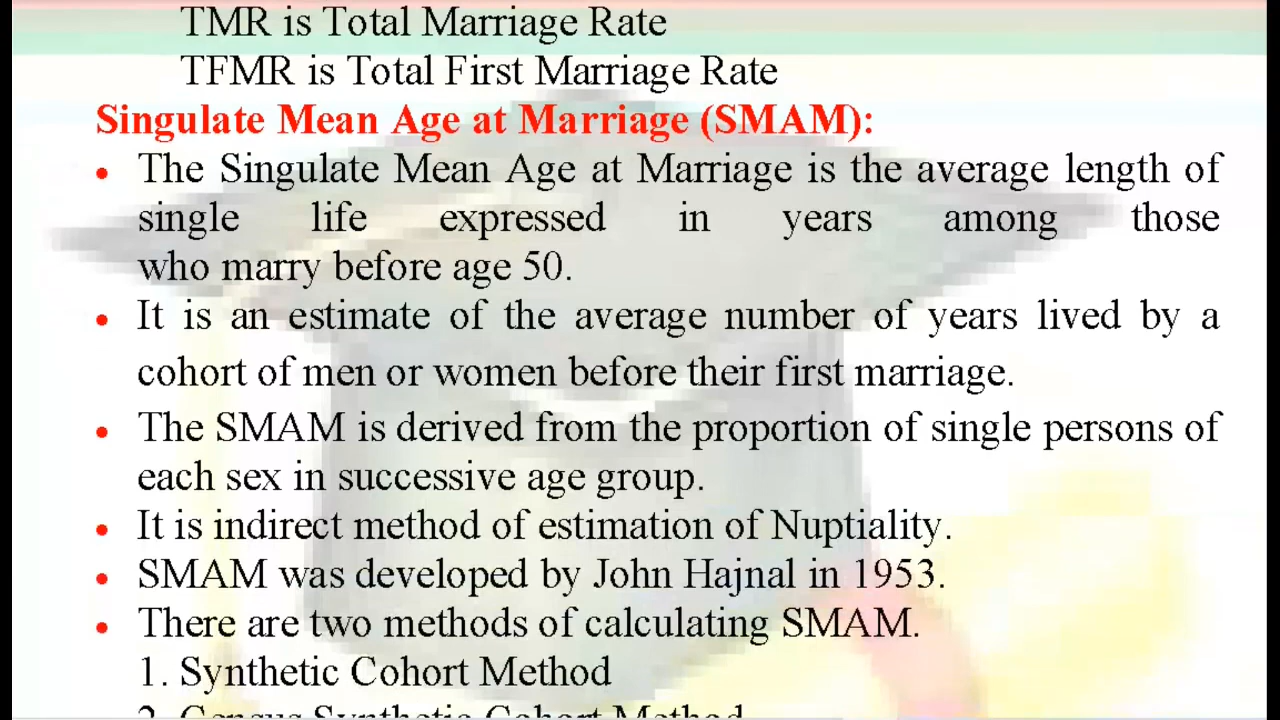 TMR is Total Marriage Rate
TFMR is Total First Marriage Rate
Singulate Mean Age at Marriage (SMAM):
• The Singulate Mean Age at Marriage is the average length of
single life expressed in years among those
who marry before age 50.
• It is an estimate of the average number of years lived by a
cohort of men or women before their first marriage.
• The SMAM is derived from the proportion of single persons of
each sex in successive age group.
• It is indirect method of estimation of Nuptiality.
• SMAM was developed by John Hajnal in 1953.
• There are two methods of calculating SMAM.
1. Synthetic Cohort Method
2. Census Synthetic Cohort Method